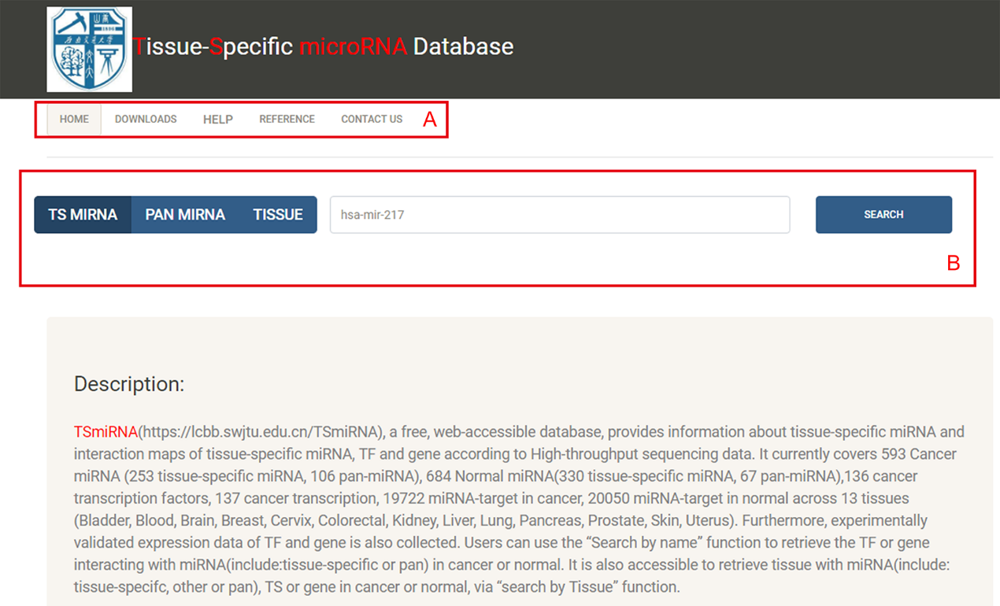 山禹
1896
西南交通大学
Tissue-Specific microRNA Database
HOME DOWNLOADS HELP REFERENCE CONTACT US A
TS MIRNA PAN MIRNA TISSUE hsa-mir-217 SEARCH
B
Description:
TSmiRNA(https://lcbb.swjtu.edu.cn/TSmiRNA), a free, web-accessible database, provides information about tissue-specific miRNA and
interaction maps of tissue-specific miRNA, TF and gene according to High-throughput sequencing data. It currently covers 593 Cancer
miRNA (253 tissue-specific miRNA, 106 pan-miRNA), 684 Normal miRNA(330 tissue-specific miRNA, 67 pan-miRNA),136 cancer
transcription factors, 137 cancer transcription, 19722 miRNA-target in cancer, 20050 miRNA-target in normal across 13 tissues
(Bladder, Blood, Brain, Breast, Cervix, Colorectal, Kidney, Liver, Lung, Pancreas, Prostate, Skin, Uterus). Furthermore, experimentally
validated expression data of TF and gene is also collected. Users can use the “Search by name” function to retrieve the TF or gene
interacting with miRNA(include:tissue-specific or pan) in cancer or normal. It is also accessible to retrieve tissue with miRNA(include:
tissue-specifc, other or pan), TS or gene in cancer or normal, via “search by Tissue” function.